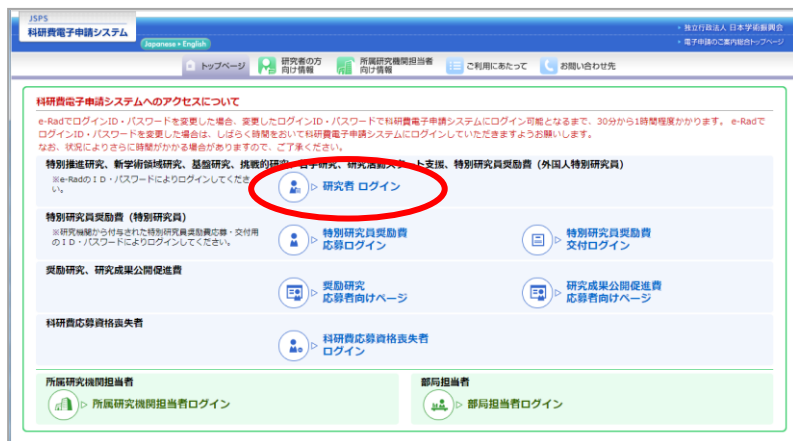 JSPS
科研費電子申請システム
Japanese • English
・独立行政法人 日本学術振興会
・電子申請のご案内総合トップページ
トップページ
研究者の方
向け情報
所属研究機関担当者
向け情報
ご利用にあたって
お問い合わせ先
科研費電子申請システムへのアクセスについて
e-RadでログインID・パスワードを変更した場合、変更したログインID・パスワードで科研費電子申請システムにログイン可能となるまで、30分から1時間程度かかります。 e-Radで
ログインID・パスワードを変更した場合は、しばらく時間をおいて科研費電子申請システムにログインしていただきますようお願いします。
なお、状況によりさらに時間がかかる場合がありますので、ご了承ください。
特別推進研究、新学術領域研究、基盤研究、挑戦的研究、若手研究、研究活動スタート支援、特別研究員奨励費（外国人特別研究員）
※e-RadのＩＤ・パスワードによりログインしてくださ
い。
研究者 ログイン
特別研究員奨励費（特別研究員）
※研究機関から付与された特別研究員奨励費応募・交付用
のＩＤ・パスワードによりログインしてください。
特別研究員奨励費
応募ログイン
特別研究員奨励費
交付ログイン
奨励研究、研究成果公開促進費
奨励研究
応募者向けページ
研究成果公開促進費
応募者向けページ
科研費応募資格喪失者
科研費応募資格喪失者
ログイン
所属研究機関担当者
所属研究機関担当者ログイン
部局担当者
部局担当者ログイン